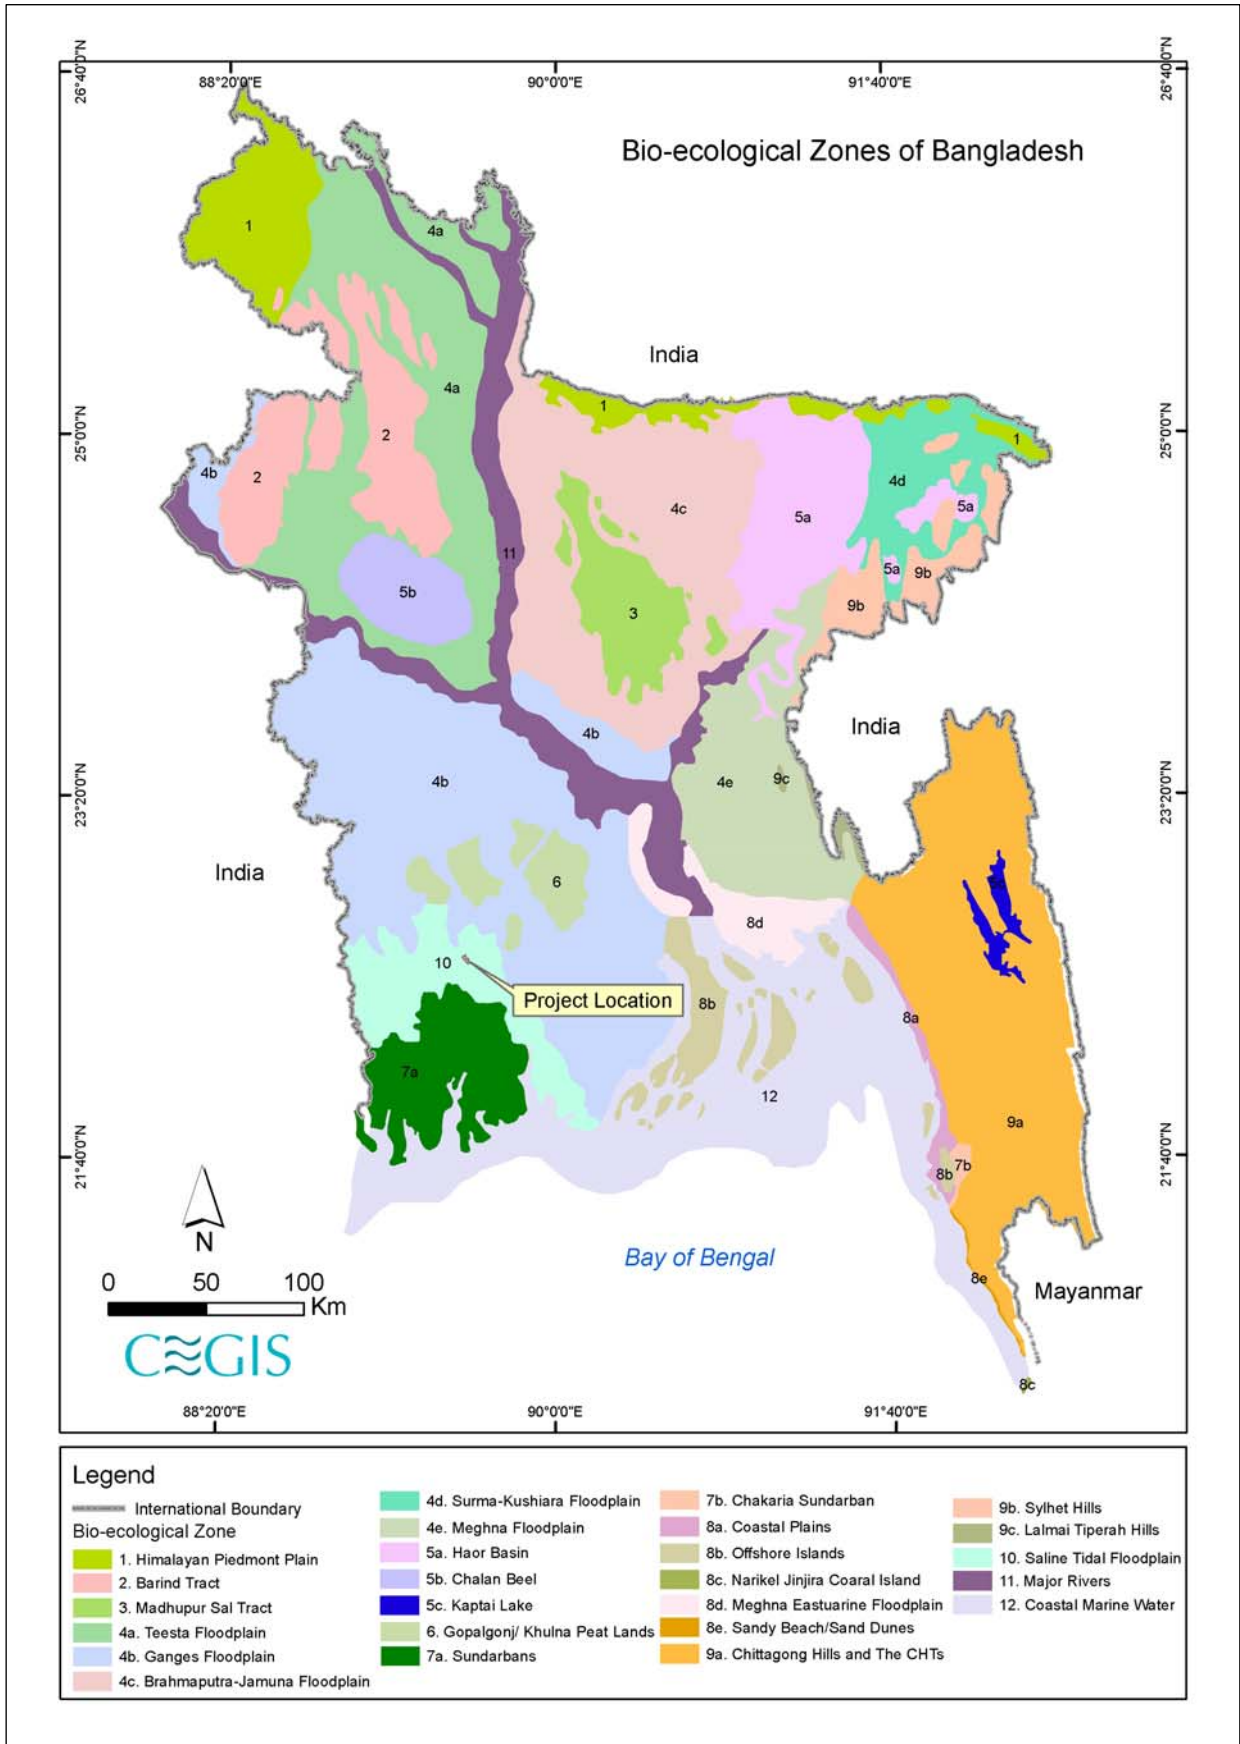 88°20'0"E 90°0'0"E 91°40'0"E
26°40'0"N
26°40'0"N
Bio-ecological Zones of Bangladesh
1
4a
India
4a
1
1
2
4b
2
4d
4c
5a
5a
11
5a
9b
5b
9b
3
India
4b
4b
4e
9c
India
6
8d
10
Project Location
8b
8a
7a
12
9a
7b
8b
25°0'0"N
25°0'0"N
23°20'0"N
23°20'0"N
21°40'0"N
21°40'0"N
N
Bay of Bengal
8e
Mayanmar
0 50 100
Km
CEGIS
8c
88°20'0"E 90°0'0"E 91°40'0"E
Legend
International Boundary
Bio-ecological Zone
1. Himalayan Piedmont Plain
2. Barind Tract
3. Madhupur Sal Tract
4a. Teesta Floodplain
4b. Ganges Floodplain
4c. Brahmaputra-Jamuna Floodplain
4d. Surma-Kushiara Floodplain
4e. Meghna Floodplain
5a. Haor Basin
5b. Chalan Beel
5c. Kaptai Lake
6. Gopalgonj/ Khulna Peat Lands
7a. Sundarbans
7b. Chakaria Sundarban
8a. Coastal Plains
8b. Offshore Islands
8c. Narikel Jinjira Coaral Island
8d. Meghna Eastuarine Floodplain
8e. Sandy Beach/Sand Dunes
9a. Chittagong Hills and The CHTs
9b. Sylhet Hills
9c. Lalmai Tiperah Hills
10. Saline Tidal Floodplain
11. Major Rivers
12. Coastal Marine Water